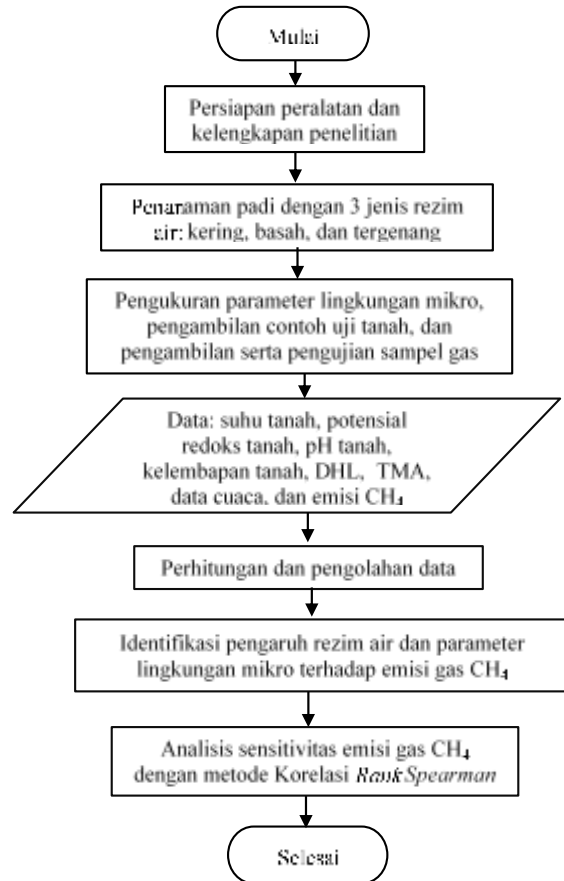 Mulai
Persiapan peralatan dan
kelengkapan penelitian
Penanaman padi dengan 3 jenis rezim
air: kering, basah, dan tergenang
Pengukuran parameter lingkungan mikro,
pengambilan contoh uji tanah, dan
pengambilan serta pengujian sampel gas
Data: suhu tanah, potensial
redoks tanah, pH tanah,
kelembapan tanah, DHL, TMA,
data cuaca, dan emisi CH₄
Perhitungan dan pengolahan data
Identifikasi pengaruh rezim air dan parameter
lingkungan mikro terhadap emisi gas CH₄
Analisis sensitivitas emisi gas CH₄
dengan metode Korelasi Rank Spearman
Selesai